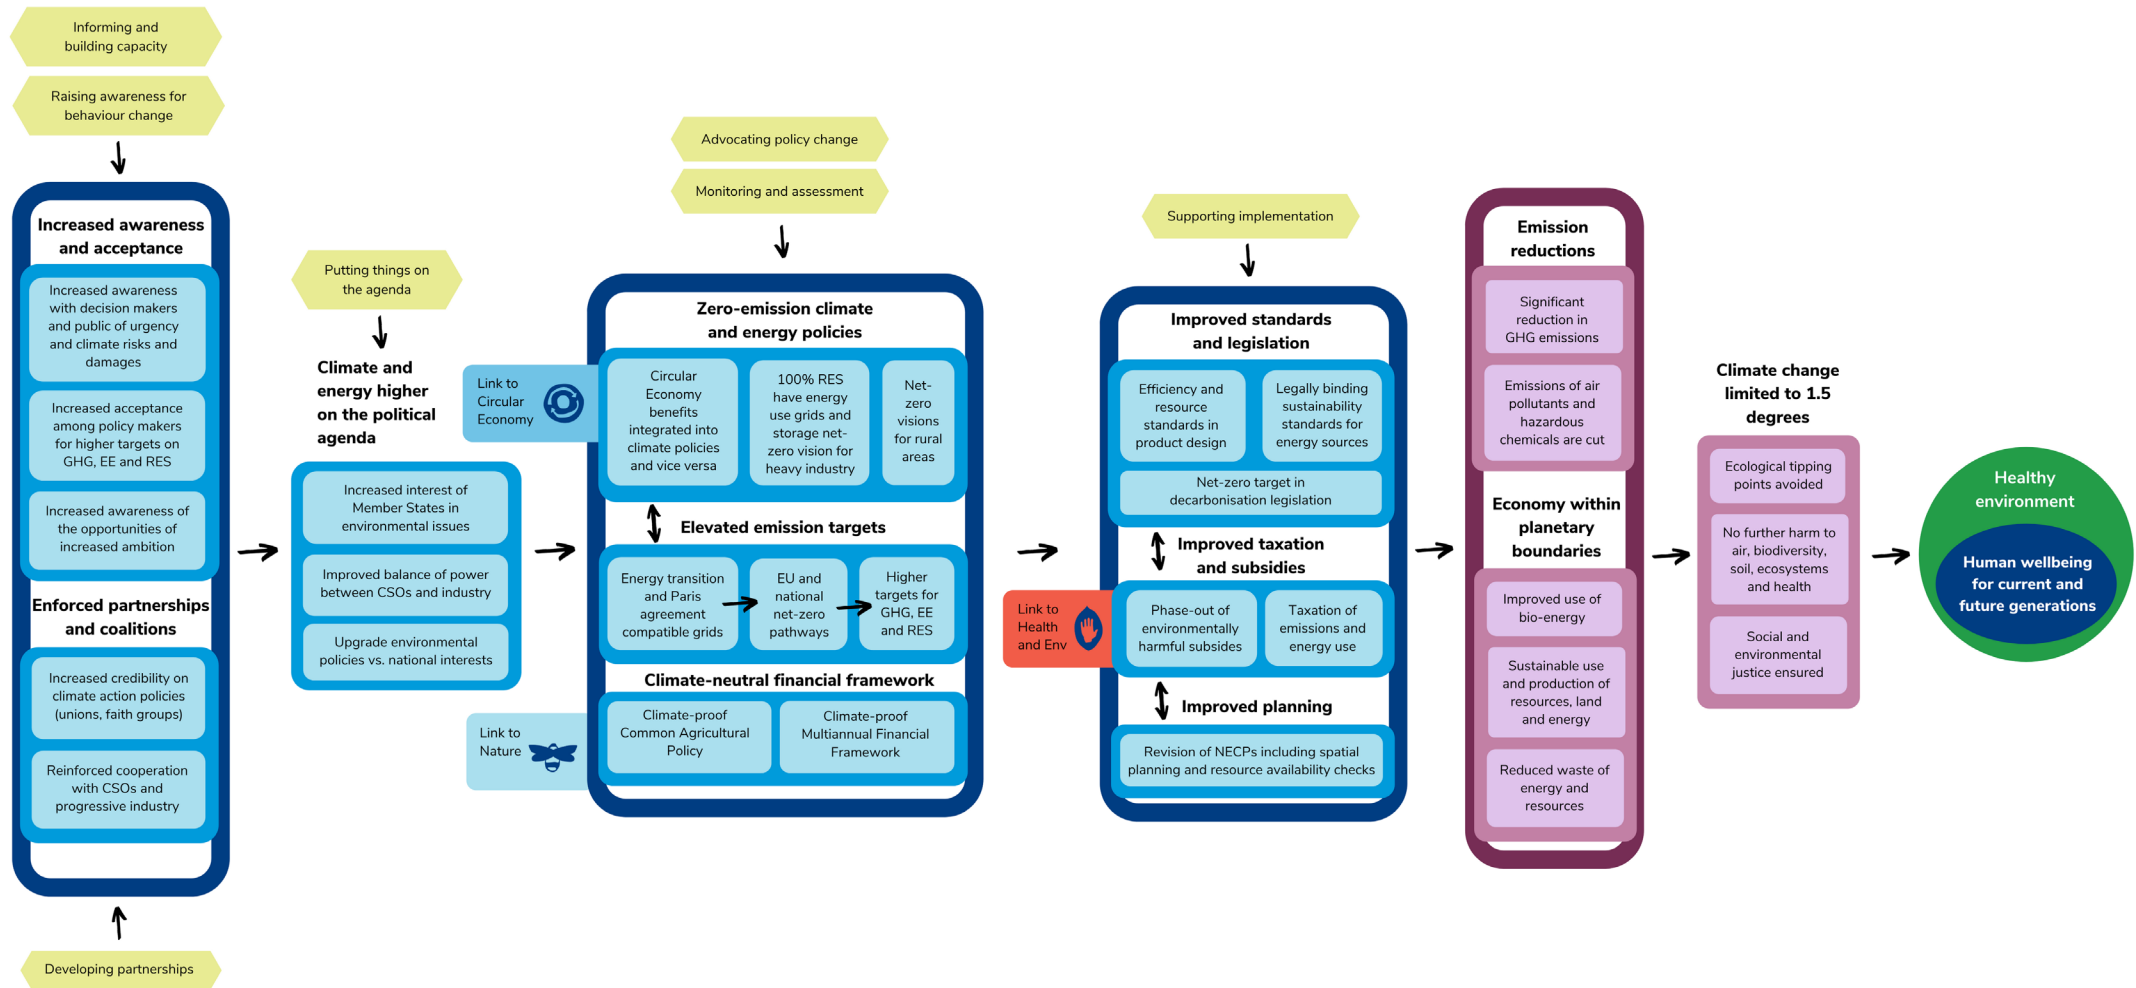 Informing and
building capacity
Raising awareness for
behaviour change
Increased awareness
and acceptance
Increased awareness
with decision makers
and public of urgency
and climate risks and
damages
Increased acceptance
among policy makers
for higher targets on
GHG, EE and RES
Increased awareness of
the opportunities of
increased ambition
Enforced partnerships
and coalitions
Increased credibility on
climate action policies
(unions, faith groups)
Reinforced cooperation
with CSOs and
progressive industry
Developing partnerships
Putting things on
the agenda
Climate and
energy higher
on the political
agenda
Increased interest of
Member States in
environmental issues
Improved balance of power
between CSOs and industry
Upgrade environmental
policies vs. national interests
Advocating policy change
Monitoring and assessment
Zero-emission climate
and energy policies
Link to
Circular
Economy
Circular
Economy
benefits
integrated into
climate policies
and vice versa
100% RES
have energy
use grids and
storage net-
zero vision for
heavy industry
Net-
zero
visions
for rural
areas
Elevated emission targets
Energy transition
and Paris
agreement
compatible grids
EU and
national
net-zero
pathways
Higher
targets for
GHG, EE
and RES
Climate-neutral financial framework
Link to
Nature
Climate-proof
Common Agricultural
Policy
Climate-proof
Multiannual Financial
Framework
Supporting implementation
Improved standards
and legislation
Efficiency and
resource
standards in
product design
Legally binding
sustainability
standards for
energy sources
Net-zero target in
decarbonisation legislation
Improved taxation
and subsidies
Link to
Health
and Env
Phase-out of
environmentally
harmful subsides
Taxation of
emissions and
energy use
Improved planning
Revision of NECPs including spatial
planning and resource availability checks
Emission
reductions
Significant
reduction in
GHG emissions
Emissions of air
pollutants and
hazardous
chemicals are cut
Economy within
planetary
boundaries
Improved use of
bio-energy
Sustainable use
and production of
resources, land
and energy
Reduced waste of
energy and
resources
Climate change
limited to 1.5
degrees
Ecological tipping
points avoided
No further harm to
air, biodiversity,
soil, ecosystems
and health
Social and
environmental
justice ensured
Healthy
environment
Human wellbeing
for current and
future generations